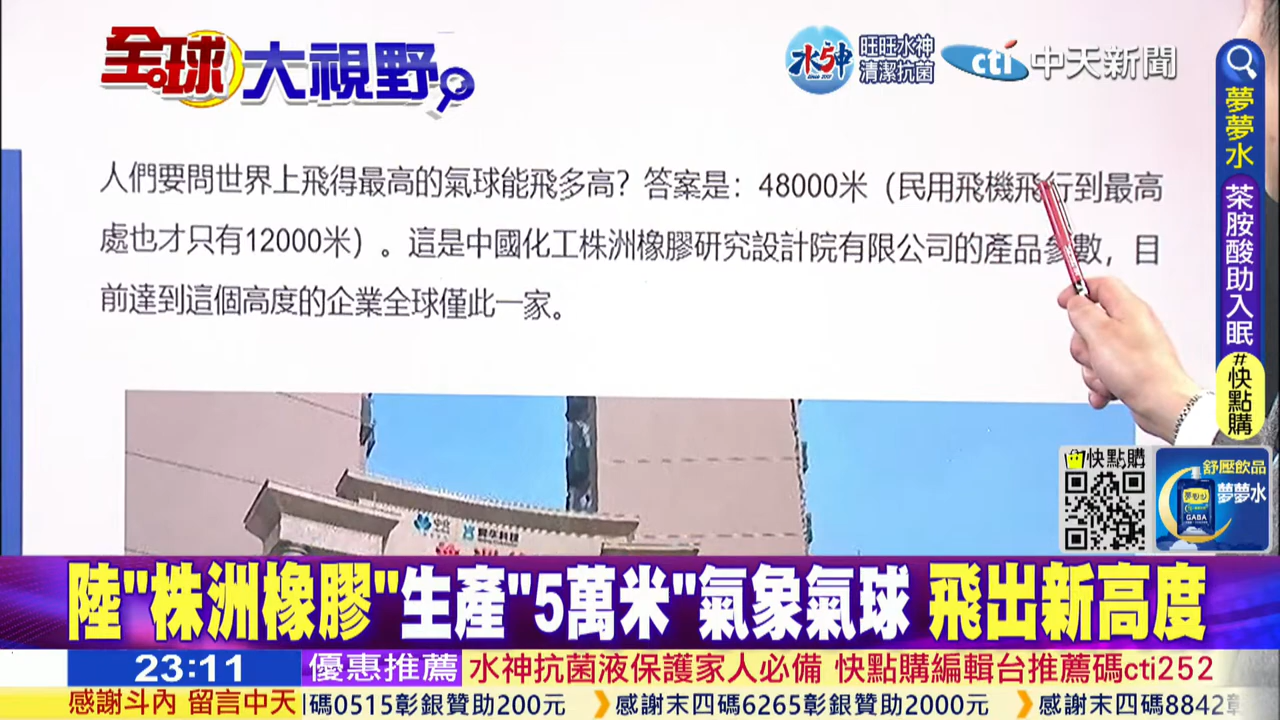 全球大視野
水神
Since 2007
旺旺水神
清潔抗菌
cti 中天新聞
夢夢水
茶胺酸助入眠
#快點購
人們要問世界上飛得最高的氣球能飛多高？答案是：48000米（民用飛機飛行到最高
處也才只有12000米）。這是中國化工株洲橡膠研究設計院有限公司的產品參數，目
前達到這個高度的企業全球僅此一家。
快點購
舒壓飲品
夢夢水
夢夢水
GABA
陸"株洲橡膠"生產"5萬米"氣象氣球 飛出新高度
23:11 優惠推薦 水神抗菌液保護家人必備 快點購編輯台推薦碼cti252
感謝斗內 留言中天 碼0515彰銀贊助200元 》感謝末四碼6265彰銀贊助2000元 》感謝末四碼8842